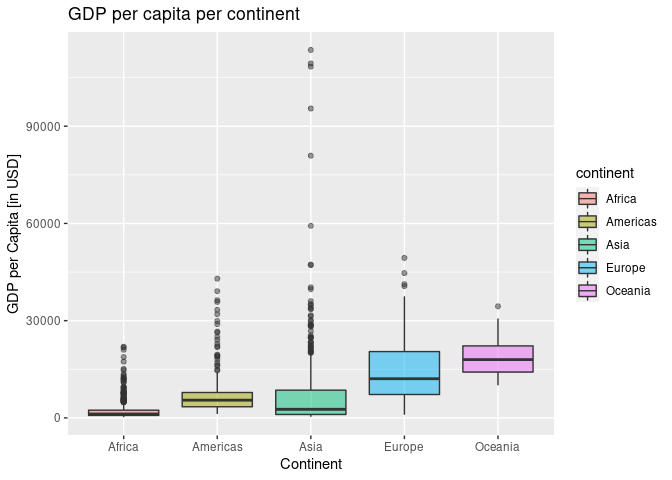 GDP per capita per continent
GDP per Capita [in USD]
90000
60000
30000
0
Africa Americas Asia Europe Oceania
Continent
continent
Africa
Americas
Asia
Europe
Oceania